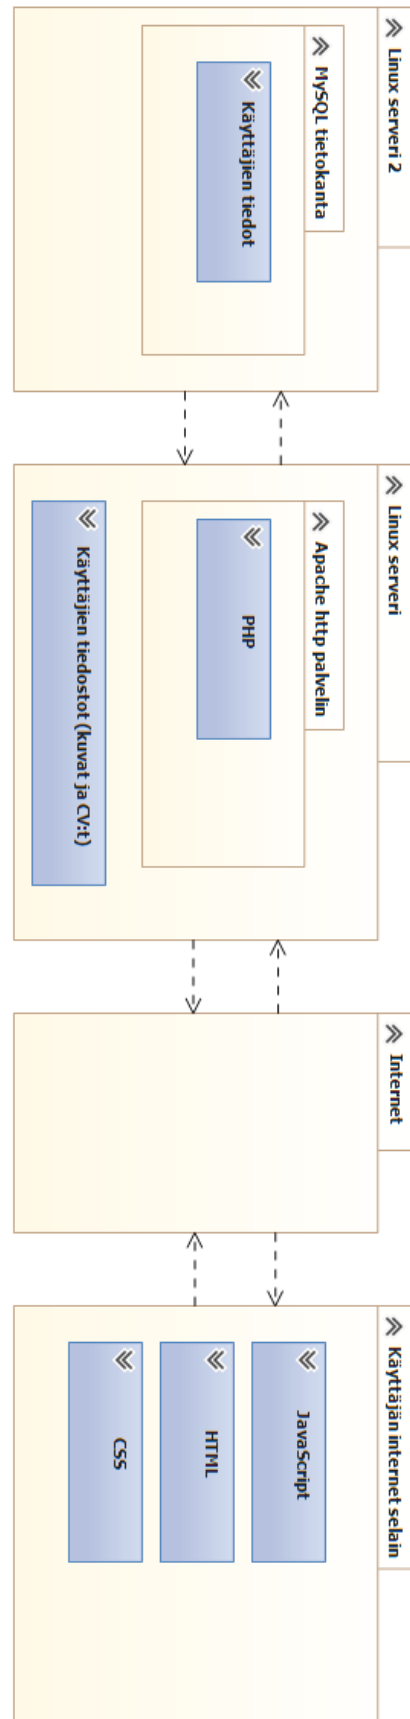 Linux serveri 2
MySQL tietokanta
Käyttäjien tiedot
Linux serveri
Apache http palvelin
PHP
Käyttäjien tiedostot (kuvat ja CV:t)
Internet
Käyttäjän internet selain
JavaScript
HTML
CSS